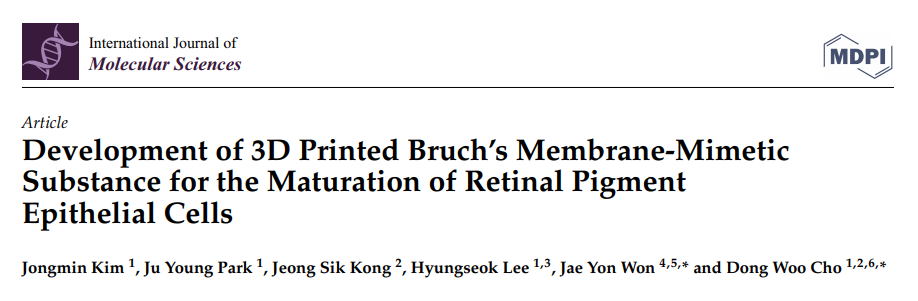 International Journal of
Molecular Sciences
MDPI
Article
Development of 3D Printed Bruch’s Membrane-Mimetic
Substance for the Maturation of Retinal Pigment
Epithelial Cells
Jongmin Kim 1, Ju Young Park 1, Jeong Sik Kong 2, Hyungseok Lee 1,3, Jae Yon Won 4,5,* and Dong Woo Cho 1,2,6,*